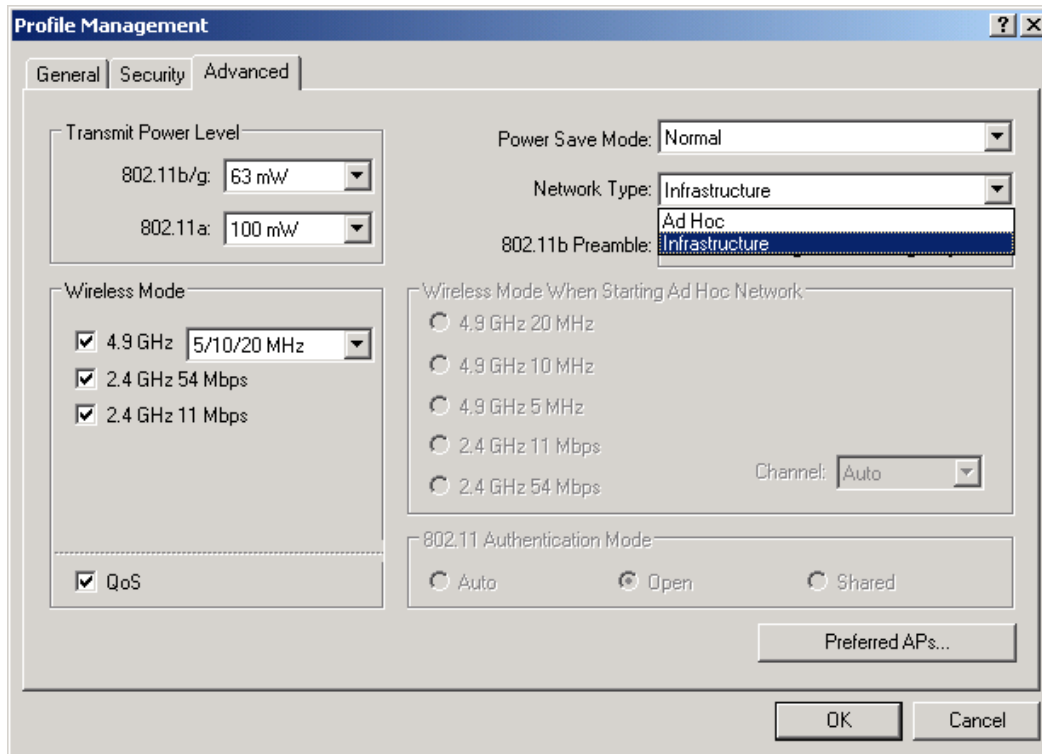 Profile Management
General
Security
Advanced
Transmit Power Level
802.11b/g: 63 mW
802.11a: 100 mW
Power Save Mode: Normal
Network Type: Infrastructure
Ad Hoc
Infrastructure
802.11b Preamble:
Wireless Mode
4.9 GHz 5/10/20 MHz
2.4 GHz 54 Mbps
2.4 GHz 11 Mbps
QoS
Wireless Mode When Starting Ad Hoc Network
4.9 GHz 20 MHz
4.9 GHz 10 MHz
4.9 GHz 5 MHz
2.4 GHz 11 Mbps
2.4 GHz 54 Mbps
Channel: Auto
802.11 Authentication Mode
Auto
Open
Shared
Preferred APs...
OK
Cancel